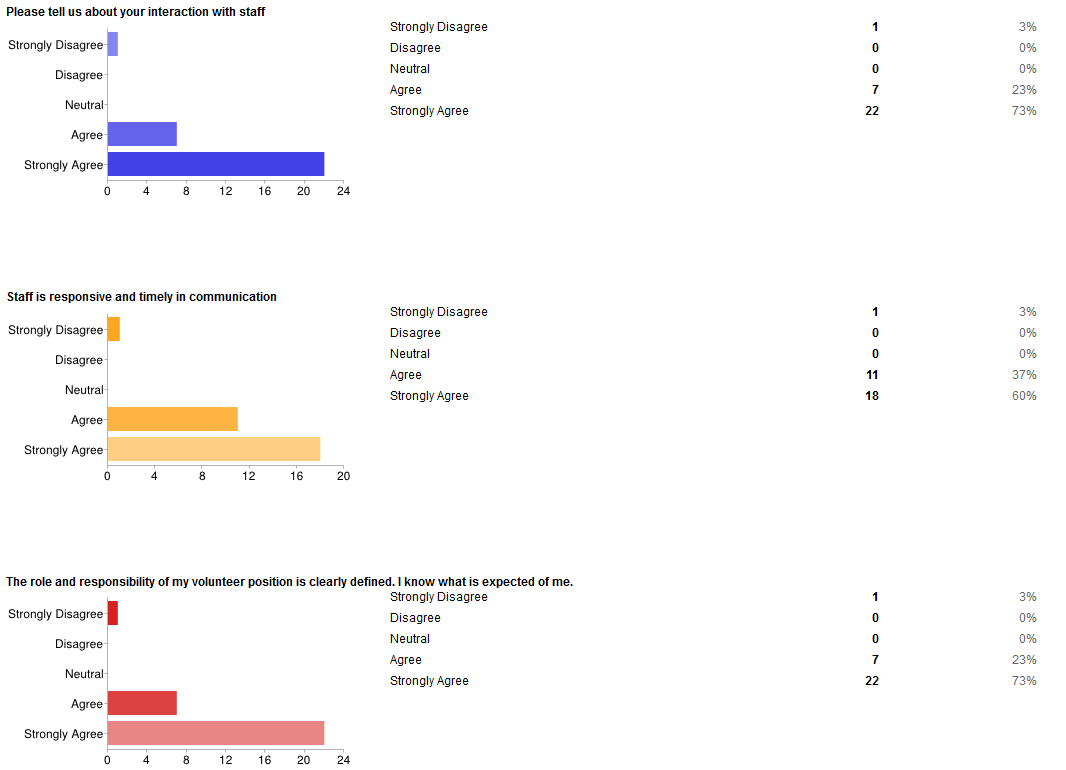 Please tell us about your interaction with staff
Strongly Disagree
Disagree
Neutral
Agree
Strongly Agree
0 4 8 12 16 20 24
Strongly Disagree 1 3%
Disagree 0 0%
Neutral 0 0%
Agree 7 23%
Strongly Agree 22 73%
Staff is responsive and timely in communication
Strongly Disagree
Disagree
Neutral
Agree
Strongly Agree
0 4 8 12 16 20
Strongly Disagree 1 3%
Disagree 0 0%
Neutral 0 0%
Agree 11 37%
Strongly Agree 18 60%
The role and responsibility of my volunteer position is clearly defined. I know what is expected of me.
Strongly Disagree
Disagree
Neutral
Agree
Strongly Agree
0 4 8 12 16 20 24
Strongly Disagree 1 3%
Disagree 0 0%
Neutral 0 0%
Agree 7 23%
Strongly Agree 22 73%